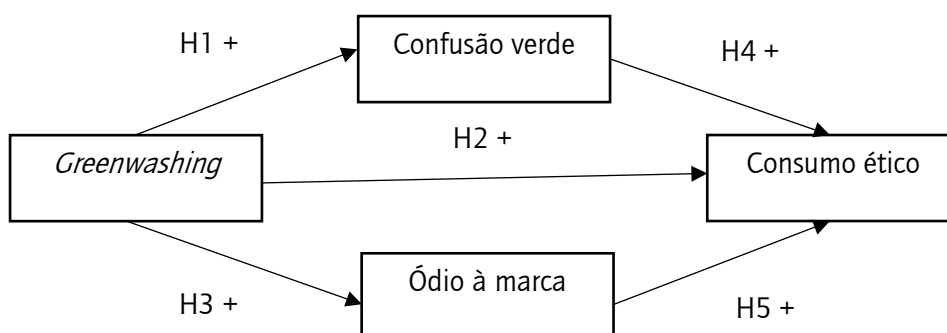 H1 +
Confusão verde
H4 +
Greenwashing
H2 +
Consumo ético
H3 +
Ódio à marca
H5 +